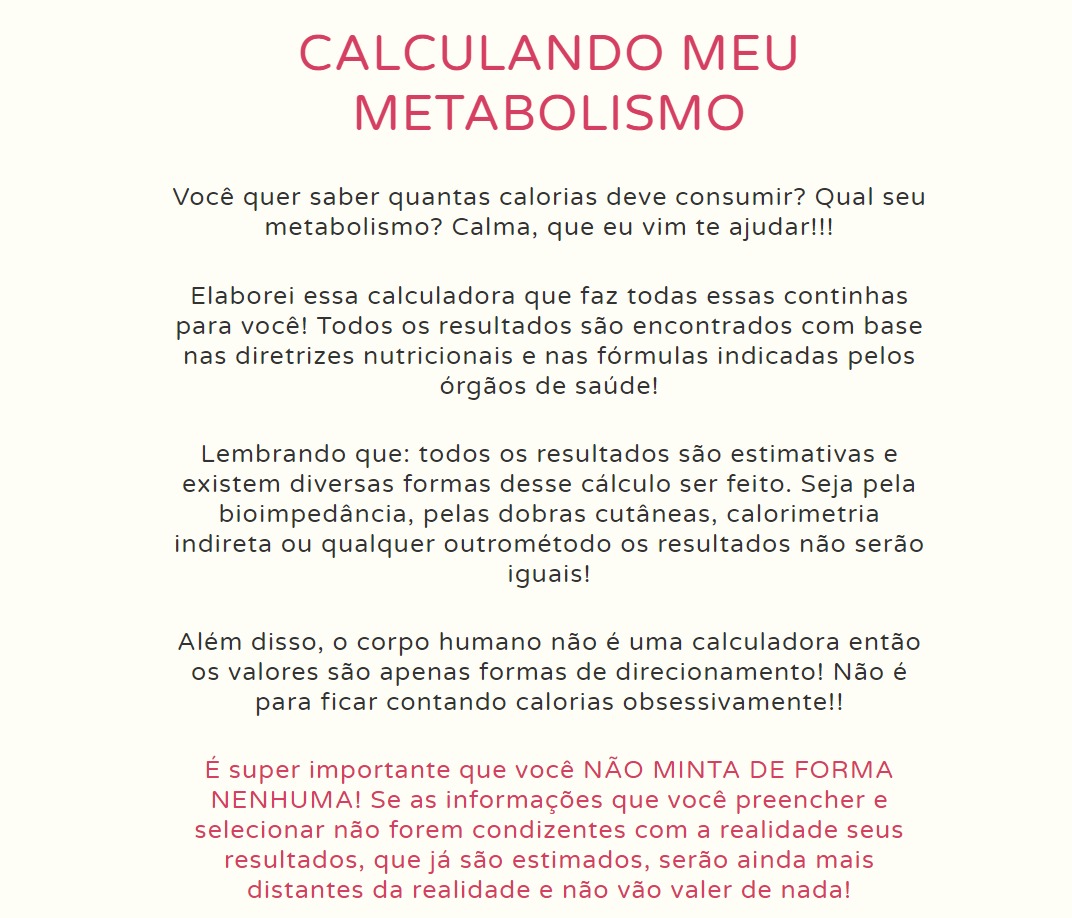 CALCULANDO MEU
METABOLISMO
Você quer saber quantas calorias deve consumir? Qual seu
metabolismo? Calma, que eu vim te ajudar!!!
Elaborei essa calculadora que faz todas essas continhas
para você! Todos os resultados são encontrados com base
nas diretrizes nutricionais e nas fórmulas indicadas pelos
órgãos de saúde!
Lembrando que: todos os resultados são estimativas e
existem diversas formas desse cálculo ser feito. Seja pela
bioimpedância, pelas dobras cutâneas, calorimetria
indireta ou qualquer outrométodo os resultados não serão
iguais!
Além disso, o corpo humano não é uma calculadora então
os valores são apenas formas de direcionamento! Não é
para ficar contando calorias obsessivamente!!
É super importante que você NÃO MINTA DE FORMA
NENHUMA! Se as informações que você preencher e
selecionar não forem condizentes com a realidade seus
resultados, que já são estimados, serão ainda mais
distantes da realidade e não vão valer de nada!